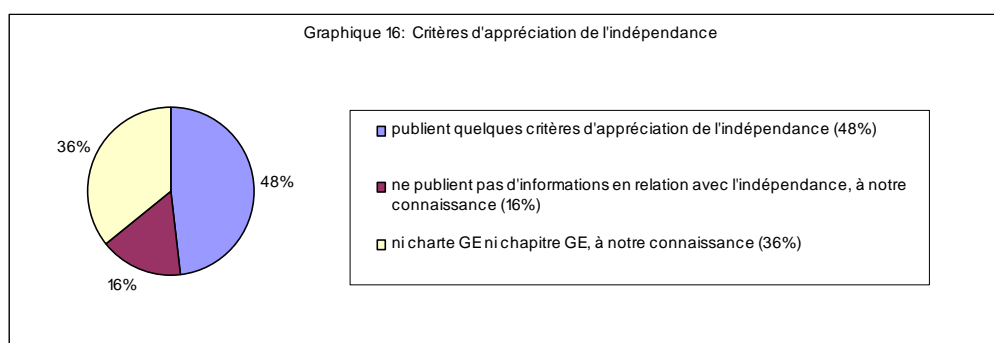 Graphique 16: Critères d'appréciation de l'indépendance
36%
48%
16%
publient quelques critères d'appréciation de l'indépendance (48%)
ne publient pas d'informations en relation avec l'indépendance, à notre
connaissance (16%)
ni charte GE ni chapitre GE, à notre connaissance (36%)